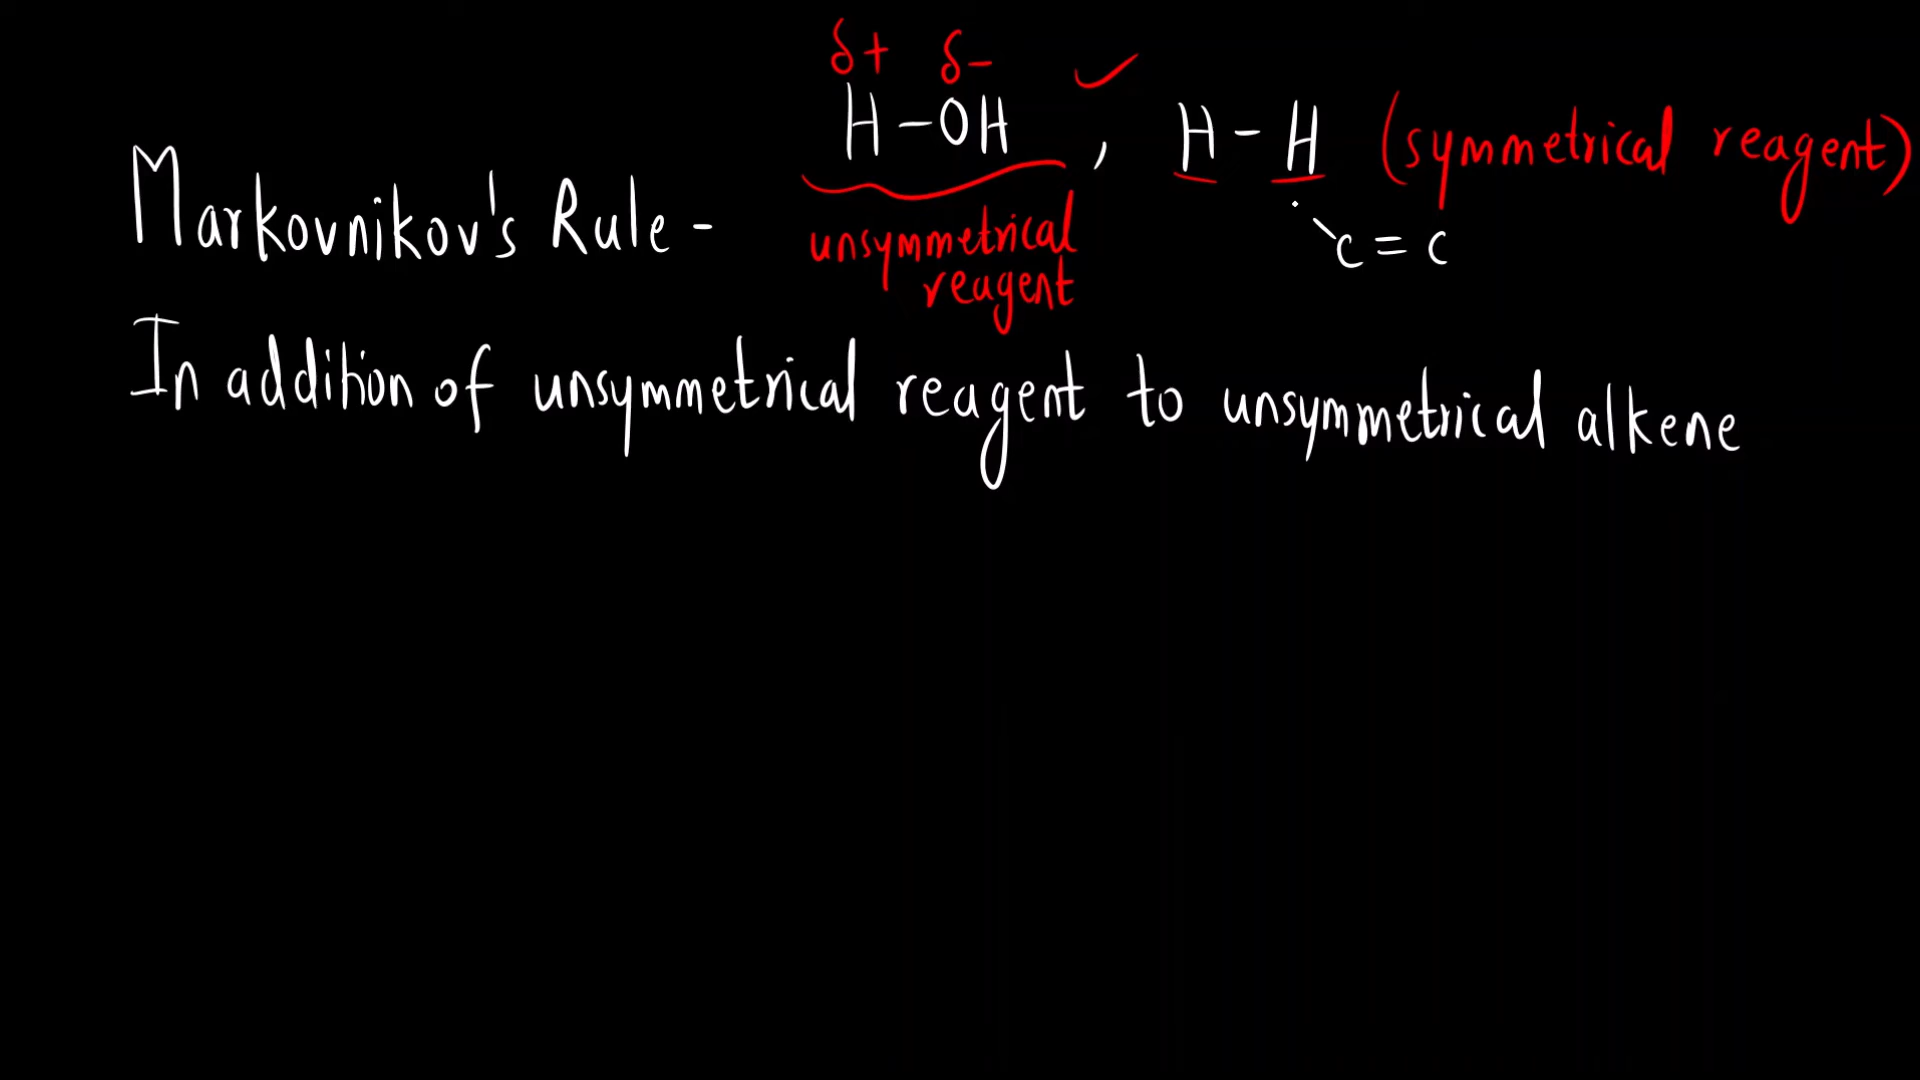 δ+ δ-
H-OH , H-H (symmetrical reagent)
Markovnikov's Rule -
unsymmetrical
reagent
C=C
In addition of unsymmetrical reagent to unsymmetrical alkene